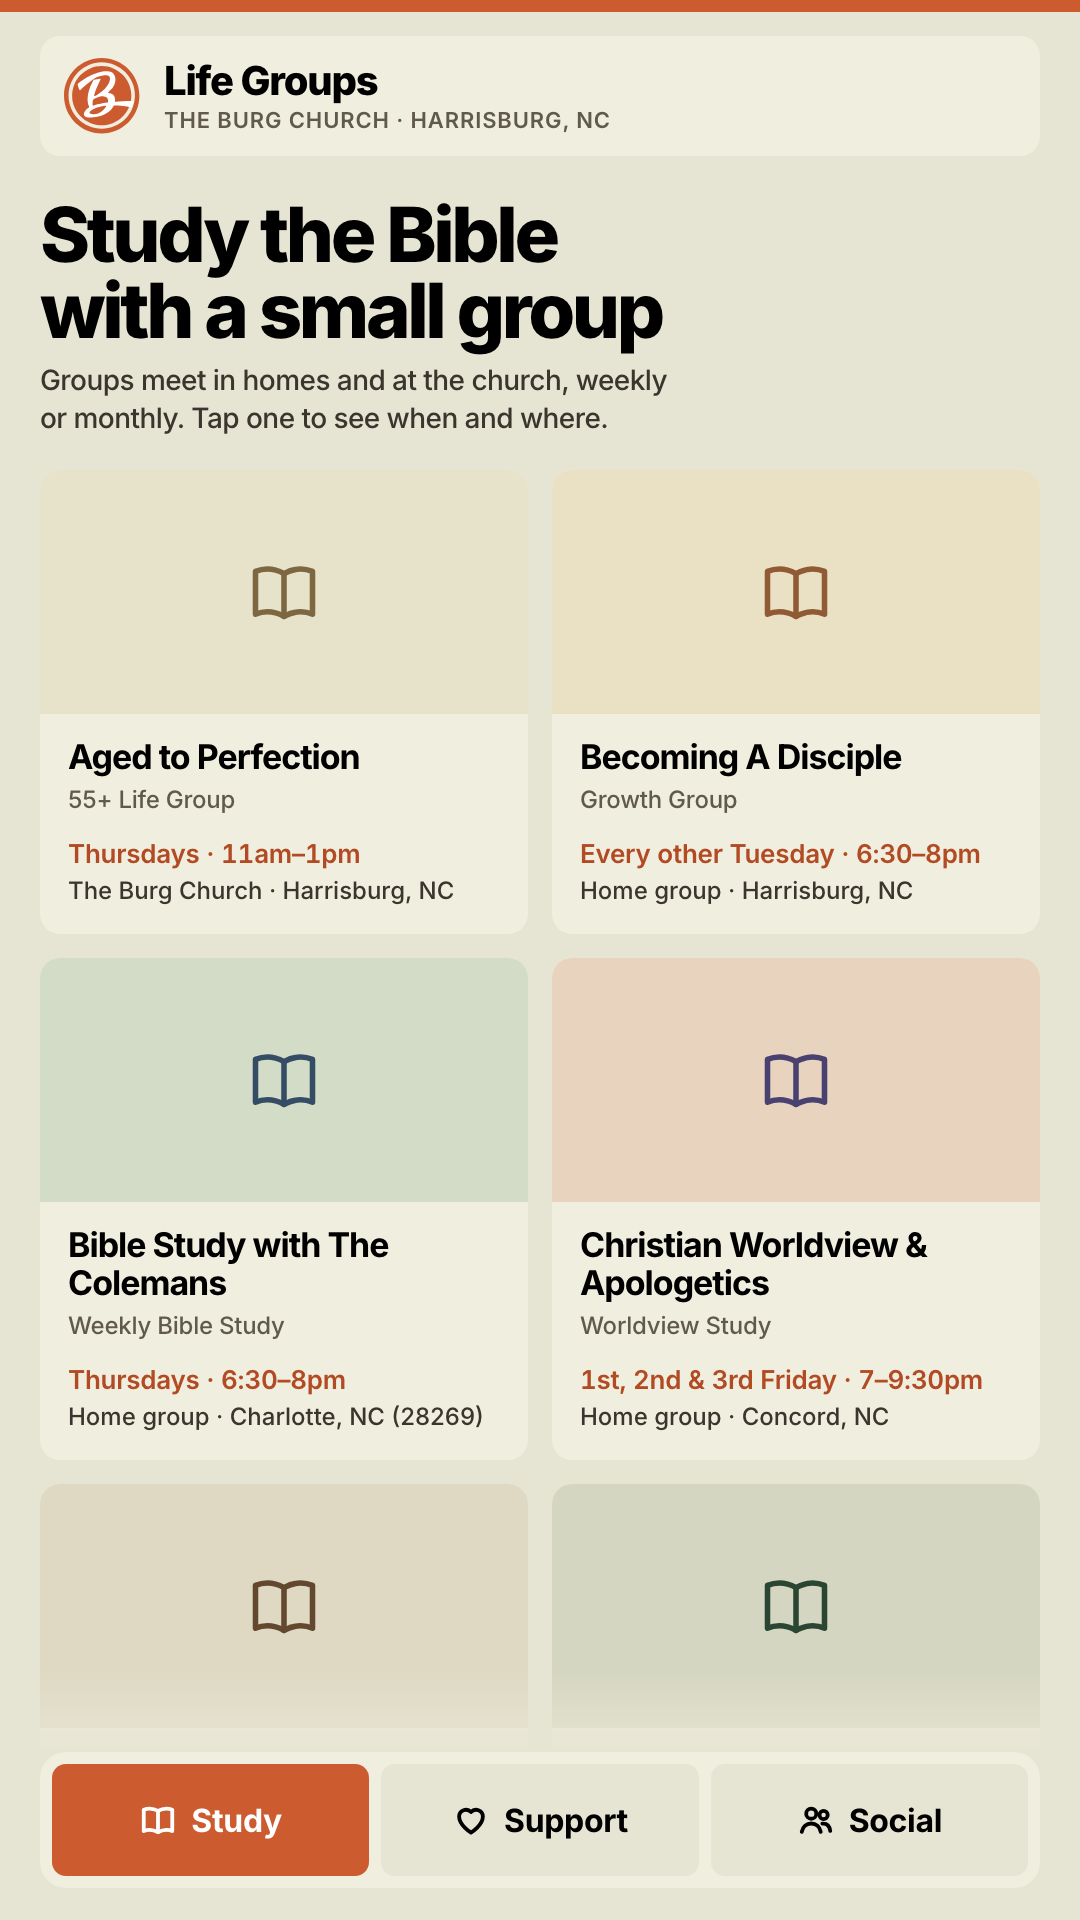 B
Life Groups
THE BURG CHURCH · HARRISBURG, NC
Study the Bible
with a small group
Groups meet in homes and at the church, weekly
or monthly. Tap one to see when and where.
Aged to Perfection
55+ Life Group
Thursdays · 11am–1pm
The Burg Church · Harrisburg, NC
Becoming A Disciple
Growth Group
Every other Tuesday · 6:30–8pm
Home group · Harrisburg, NC
Bible Study with The
Colemans
Weekly Bible Study
Thursdays · 6:30–8pm
Home group · Charlotte, NC (28269)
Christian Worldview &
Apologetics
Worldview Study
1st, 2nd & 3rd Friday · 7–9:30pm
Home group · Concord, NC
Study
Support
Social